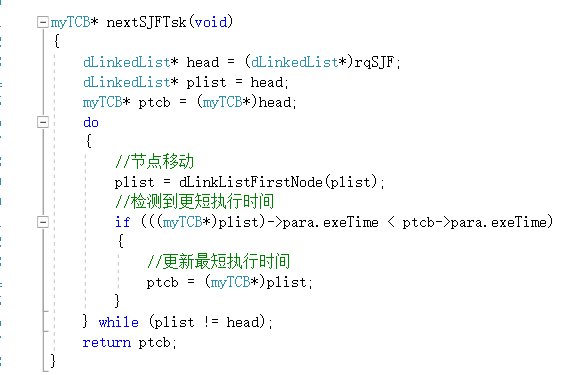 myTCB* nextSJFTsk(void)
{
dLinkedList* head = (dLinkedList*)rqSJF;
dLinkedList* plist = head;
myTCB* ptcb = (myTCB*)head;
do
{
//节点移动
plist = dLinkListFirstNode(plist);
//检测到更短执行时间
if (((myTCB*)plist)->para.exeTime < ptcb->para.exeTime)
{
//更新最短执行时间
ptcb = (myTCB*)plist;
}
} while (plist != head);
return ptcb;
}